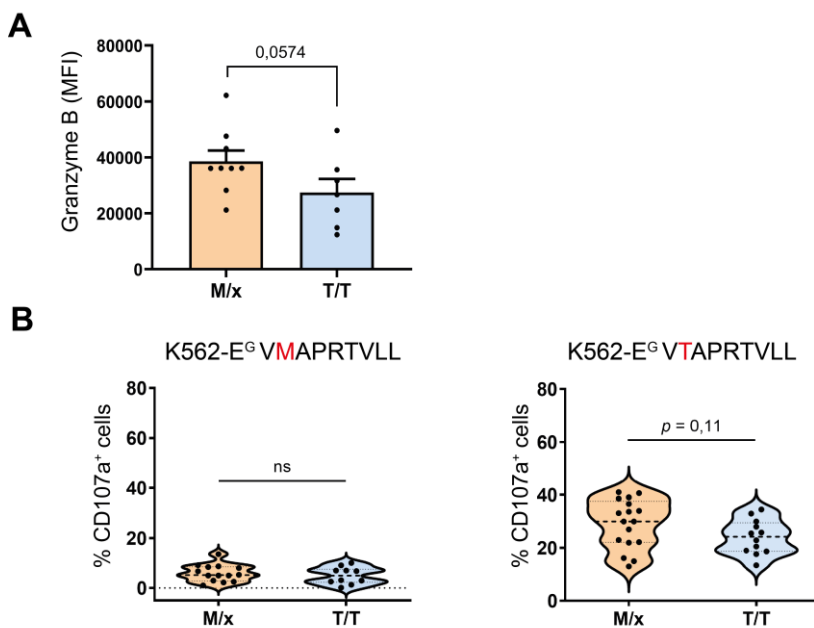 A
Granzyme B (MFI)
80000
60000
40000
20000
0
0,0574
M/x
T/T
B
K562-Eᴳ VMAPRTVLL
% CD107a⁺ cells
80
60
40
20
0
ns
M/x
T/T
K562-Eᴳ VTAPRTVLL
% CD107a⁺ cells
80
60
40
20
0
p = 0,11
M/x
T/T